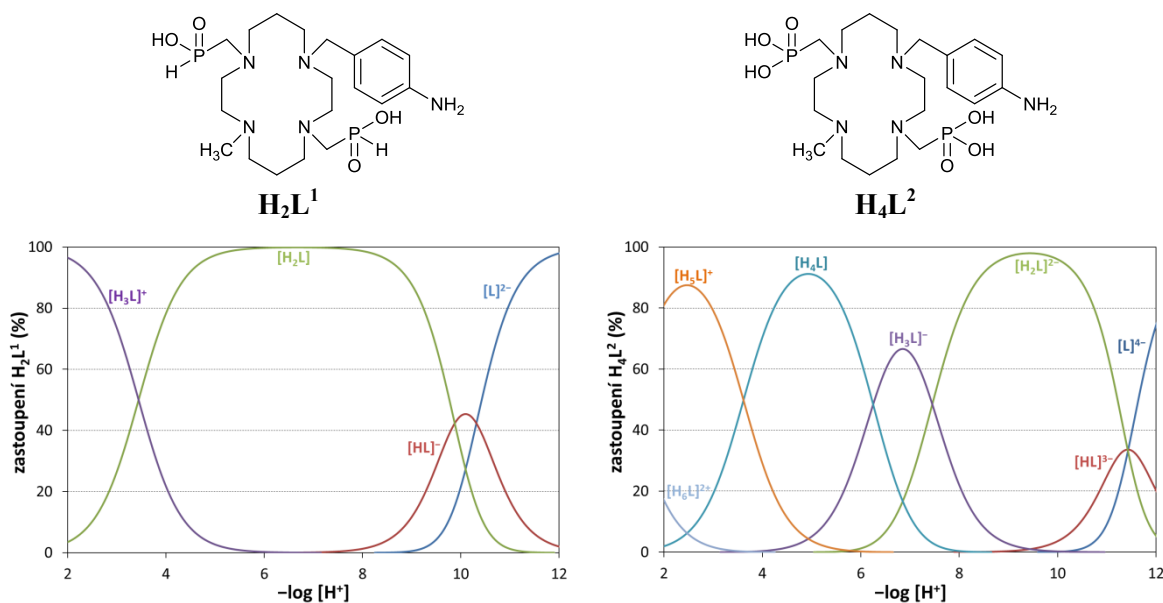 O
HO
P
H
N
N
NH₂
N
N
H₃C
OH
P
H
O
H₂L¹
O
HO
P
HO
N
N
NH₂
N
N
H₃C
O
OH
P
OH
H₄L²
zastoupení H₂L¹ (%)
100
80
60
40
20
0
[H₃L]⁺
[H₂L]
[HL]⁻
[L]²⁻
2
4
6
8
10
12
−log [H⁺]
zastoupení H₄L² (%)
100
80
60
40
20
0
[H₆L]²⁺
[H₅L]⁺
[H₄L]
[H₃L]⁻
[H₂L]²⁻
[HL]³⁻
[L]⁴⁻
2
4
6
8
10
12
−log [H⁺]